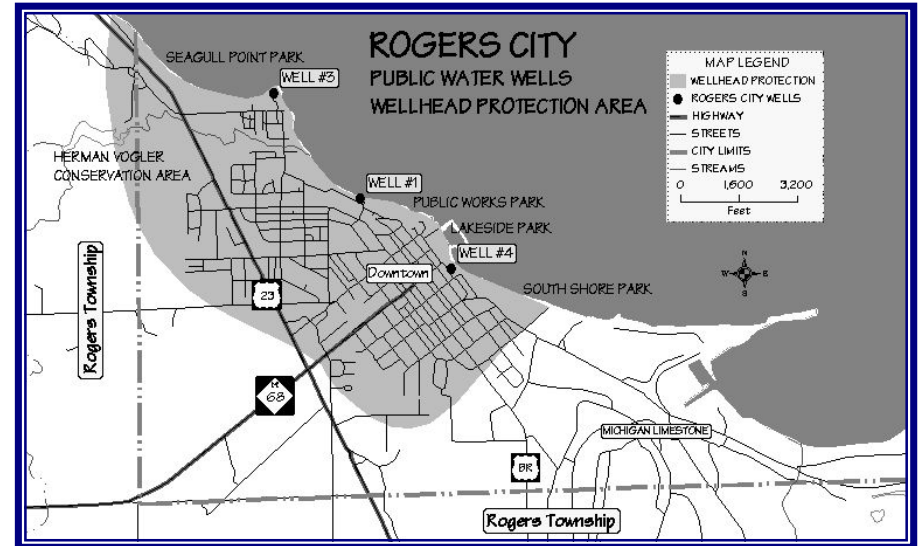 ROGERS CITY
PUBLIC WATER WELLS
WELLHEAD PROTECTION AREA
SEAGULL POINT PARK
WELL #3
MAP LEGEND
WELLHEAD PROTECTION
ROGERS CITY WELLS
HIGHWAY
STREETS
CITY LIMITS
STREAMS
0 1,600 3,200
Feet
HERMAN VOGLER
CONSERVATION AREA
WELL #1
PUBLIC WORKS PARK
LAKESIDE PARK
WELL #4
Downtown
N
W E
S
SOUTH SHORE PARK
Rogers Township
23
M
68
MICHIGAN LIMESTONE
BR
Rogers Township